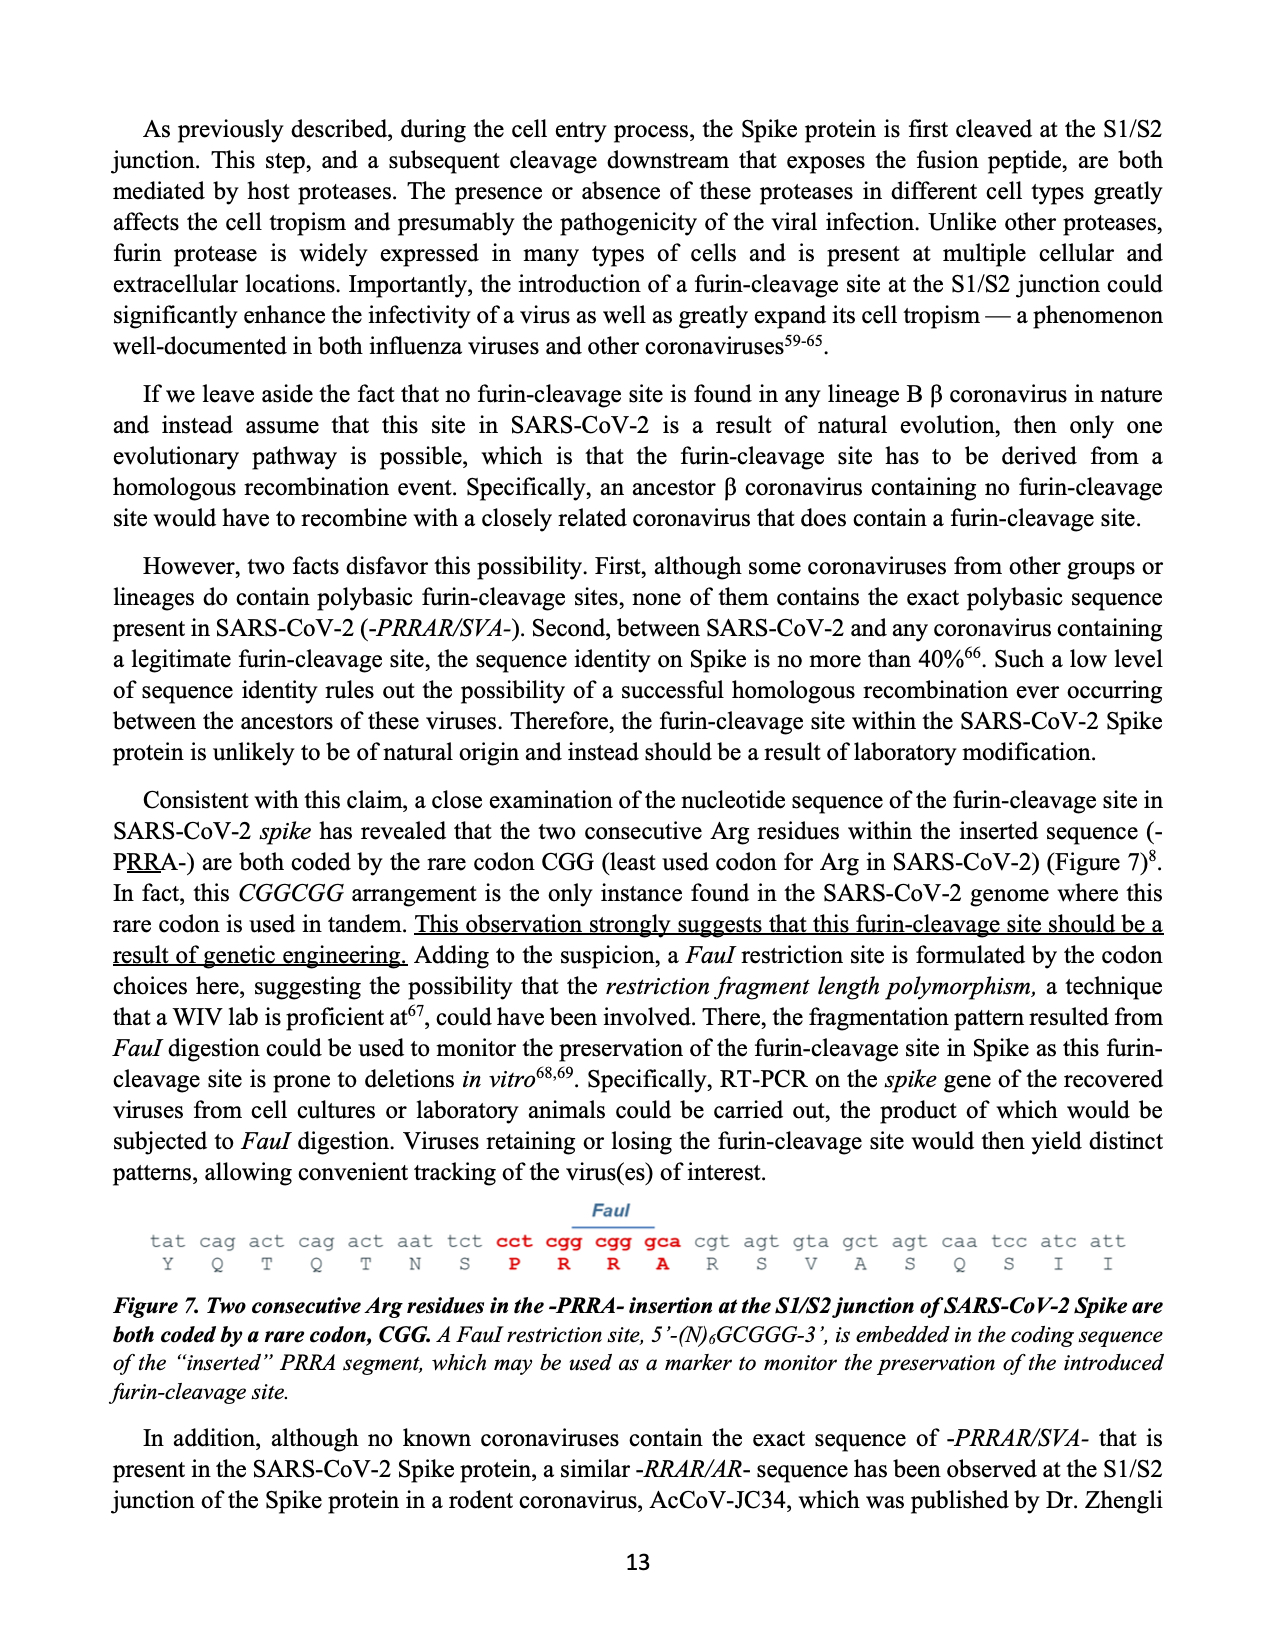 As previously described, during the cell entry process, the Spike protein is first cleaved at the S1/S2
junction. This step, and a subsequent cleavage downstream that exposes the fusion peptide, are both
mediated by host proteases. The presence or absence of these proteases in different cell types greatly
affects the cell tropism and presumably the pathogenicity of the viral infection. Unlike other proteases,
furin protease is widely expressed in many types of cells and is present at multiple cellular and
extracellular locations. Importantly, the introduction of a furin-cleavage site at the S1/S2 junction could
significantly enhance the infectivity of a virus as well as greatly expand its cell tropism — a phenomenon
well-documented in both influenza viruses and other coronaviruses59-65.
If we leave aside the fact that no furin-cleavage site is found in any lineage B β coronavirus in nature
and instead assume that this site in SARS-CoV-2 is a result of natural evolution, then only one
evolutionary pathway is possible, which is that the furin-cleavage site has to be derived from a
homologous recombination event. Specifically, an ancestor β coronavirus containing no furin-cleavage
site would have to recombine with a closely related coronavirus that does contain a furin-cleavage site.
However, two facts disfavor this possibility. First, although some coronaviruses from other groups or
lineages do contain polybasic furin-cleavage sites, none of them contains the exact polybasic sequence
present in SARS-CoV-2 (-PRRAR/SVA-). Second, between SARS-CoV-2 and any coronavirus containing
a legitimate furin-cleavage site, the sequence identity on Spike is no more than 40%66. Such a low level
of sequence identity rules out the possibility of a successful homologous recombination ever occurring
between the ancestors of these viruses. Therefore, the furin-cleavage site within the SARS-CoV-2 Spike
protein is unlikely to be of natural origin and instead should be a result of laboratory modification.
Consistent with this claim, a close examination of the nucleotide sequence of the furin-cleavage site in
SARS-CoV-2 spike has revealed that the two consecutive Arg residues within the inserted sequence (-
PRRA-) are both coded by the rare codon CGG (least used codon for Arg in SARS-CoV-2) (Figure 7)8.
In fact, this CGGCGG arrangement is the only instance found in the SARS-CoV-2 genome where this
rare codon is used in tandem. This observation strongly suggests that this furin-cleavage site should be a
result of genetic engineering. Adding to the suspicion, a FauI restriction site is formulated by the codon
choices here, suggesting the possibility that the restriction fragment length polymorphism, a technique
that a WIV lab is proficient at67, could have been involved. There, the fragmentation pattern resulted from
FauI digestion could be used to monitor the preservation of the furin-cleavage site in Spike as this furin-
cleavage site is prone to deletions in vitro68,69. Specifically, RT-PCR on the spike gene of the recovered
viruses from cell cultures or laboratory animals could be carried out, the product of which would be
subjected to FauI digestion. Viruses retaining or losing the furin-cleavage site would then yield distinct
patterns, allowing convenient tracking of the virus(es) of interest.
FauI
tat cag act cag act aat tct cct cgg cgg gca cgt agt gta gct agt caa tcc atc att
Y Q T Q T N S P R R A R S V A S Q S I I
Figure 7. Two consecutive Arg residues in the -PRRA- insertion at the S1/S2 junction of SARS-CoV-2 Spike are
both coded by a rare codon, CGG. A FauI restriction site, 5’-(N)6GCGGG-3’, is embedded in the coding sequence
of the “inserted” PRRA segment, which may be used as a marker to monitor the preservation of the introduced
furin-cleavage site.
In addition, although no known coronaviruses contain the exact sequence of -PRRAR/SVA- that is
present in the SARS-CoV-2 Spike protein, a similar -RRAR/AR- sequence has been observed at the S1/S2
junction of the Spike protein in a rodent coronavirus, AcCoV-JC34, which was published by Dr. Zhengli
13